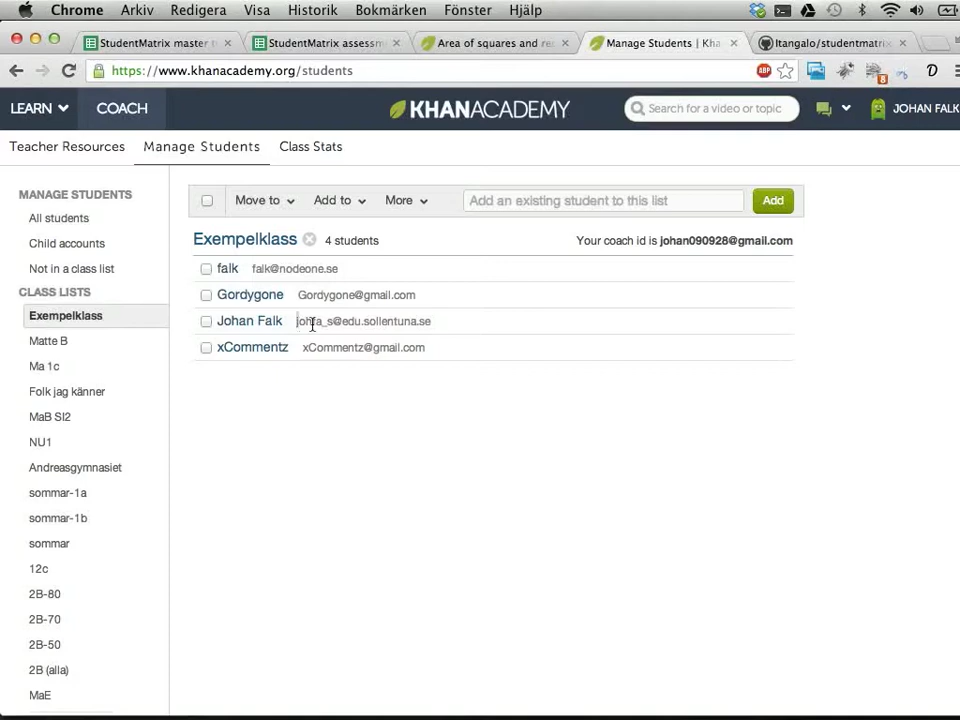 Chrome Arkiv Redigera Visa Historik Bokmärken Fönster Hjälp
StudentMatrix master StudentMatrix assessm Area of squares and re Manage Students | Kha Itangalo/studentmatrix
https://www.khanacademy.org/students
LEARN COACH KHANACADEMY Search for a video or topic JOHAN FALK
Teacher Resources Manage Students Class Stats
MANAGE STUDENTS
All students
Child accounts
Not in a class list
CLASS LISTS
Exempelklass
Matte B
Ma 1c
Folk jag känner
MaB SI2
NU1
Andreasgymnasiet
sommar-1a
sommar-1b
sommar
12c
2B-80
2B-70
2B-50
2B (alla)
MaE
Move to Add to More Add an existing student to this list Add
Exempelklass 4 students Your coach id is johan090928@gmail.com
falk falk@nodeone.se
Gordygone Gordygone@gmail.com
Johan Falk @edu.sollentuna.se
xCommentz xCommentz@gmail.com